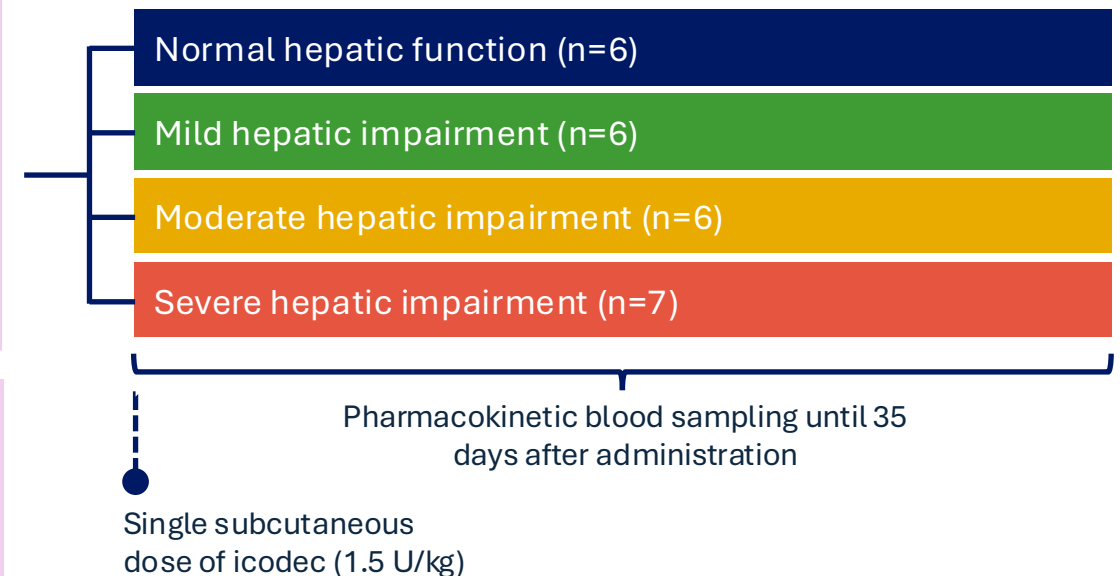 Normal hepatic function (n=6)
Mild hepatic impairment (n=6)
Moderate hepatic impairment (n=6)
Severe hepatic impairment (n=7)
Pharmacokinetic blood sampling until 35
days after administration
Single subcutaneous
dose of icodec (1.5 U/kg)